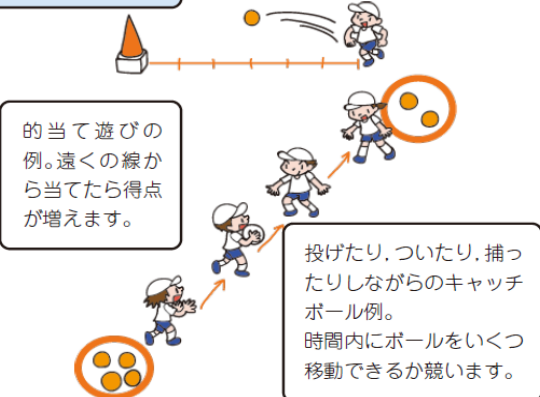 的当て遊びの
例。遠くの線か
ら当てたら得点
が増えます。
投げたり,ついたり,捕っ
たりしながらのキャッチ
ボール例。
時間内にボールをいくつ
移動できるか競います。